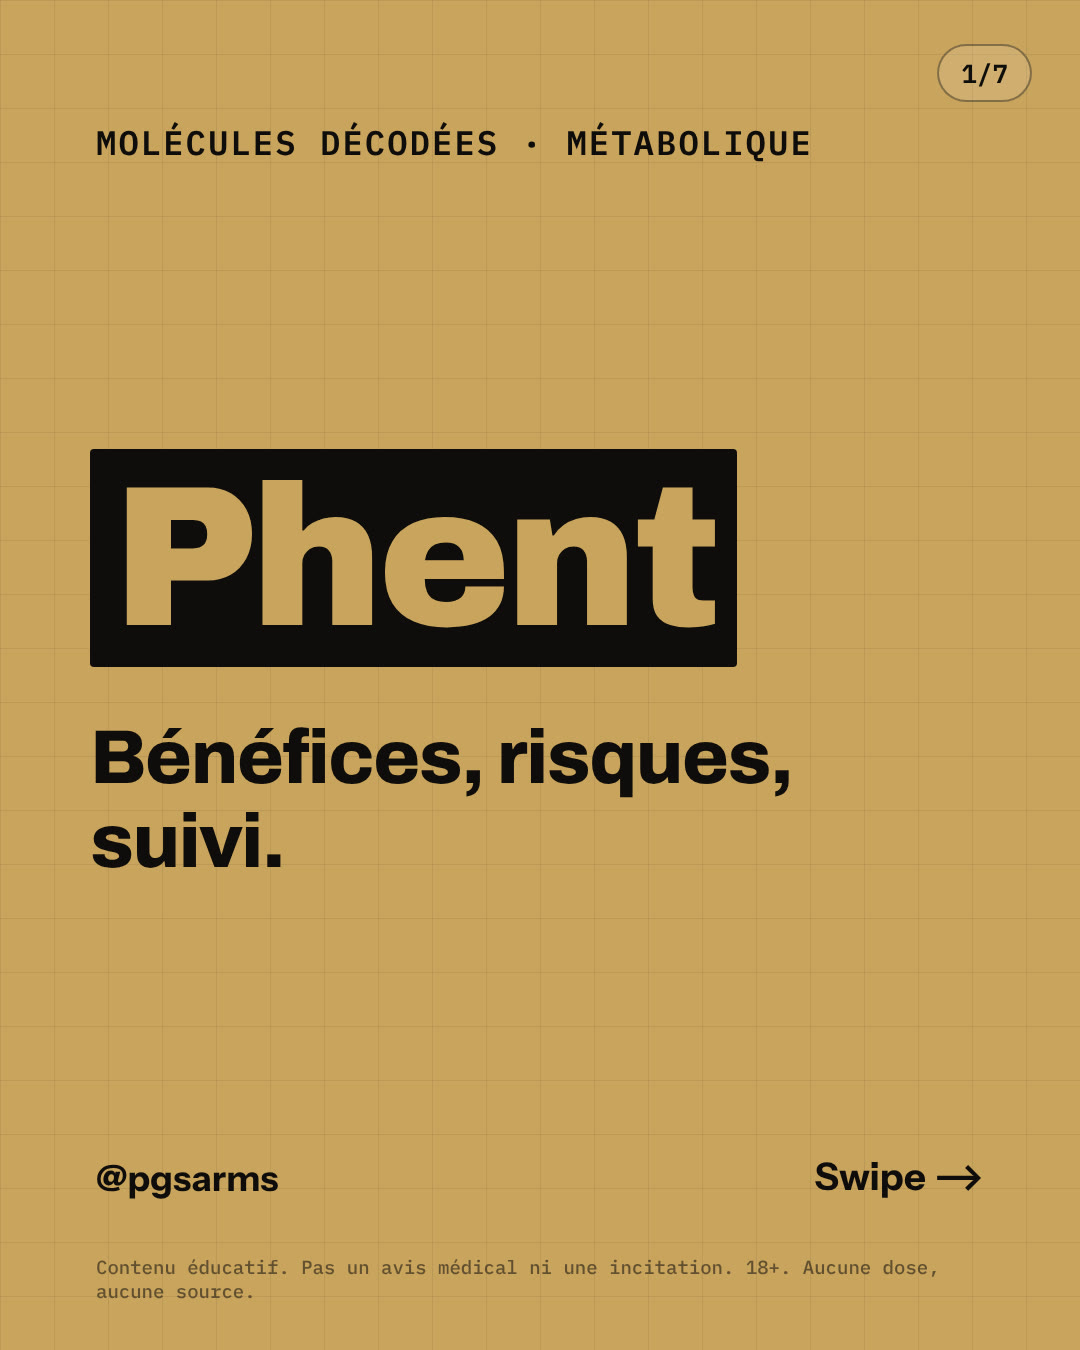 1/7
MOLÉCULES DÉCODÉES · MÉTABOLIQUE
Phent
Bénéfices, risques,
suivi.
@pgsarms
Swipe →
Contenu éducatif. Pas un avis médical ni une incitation. 18+. Aucune dose,
aucune source.